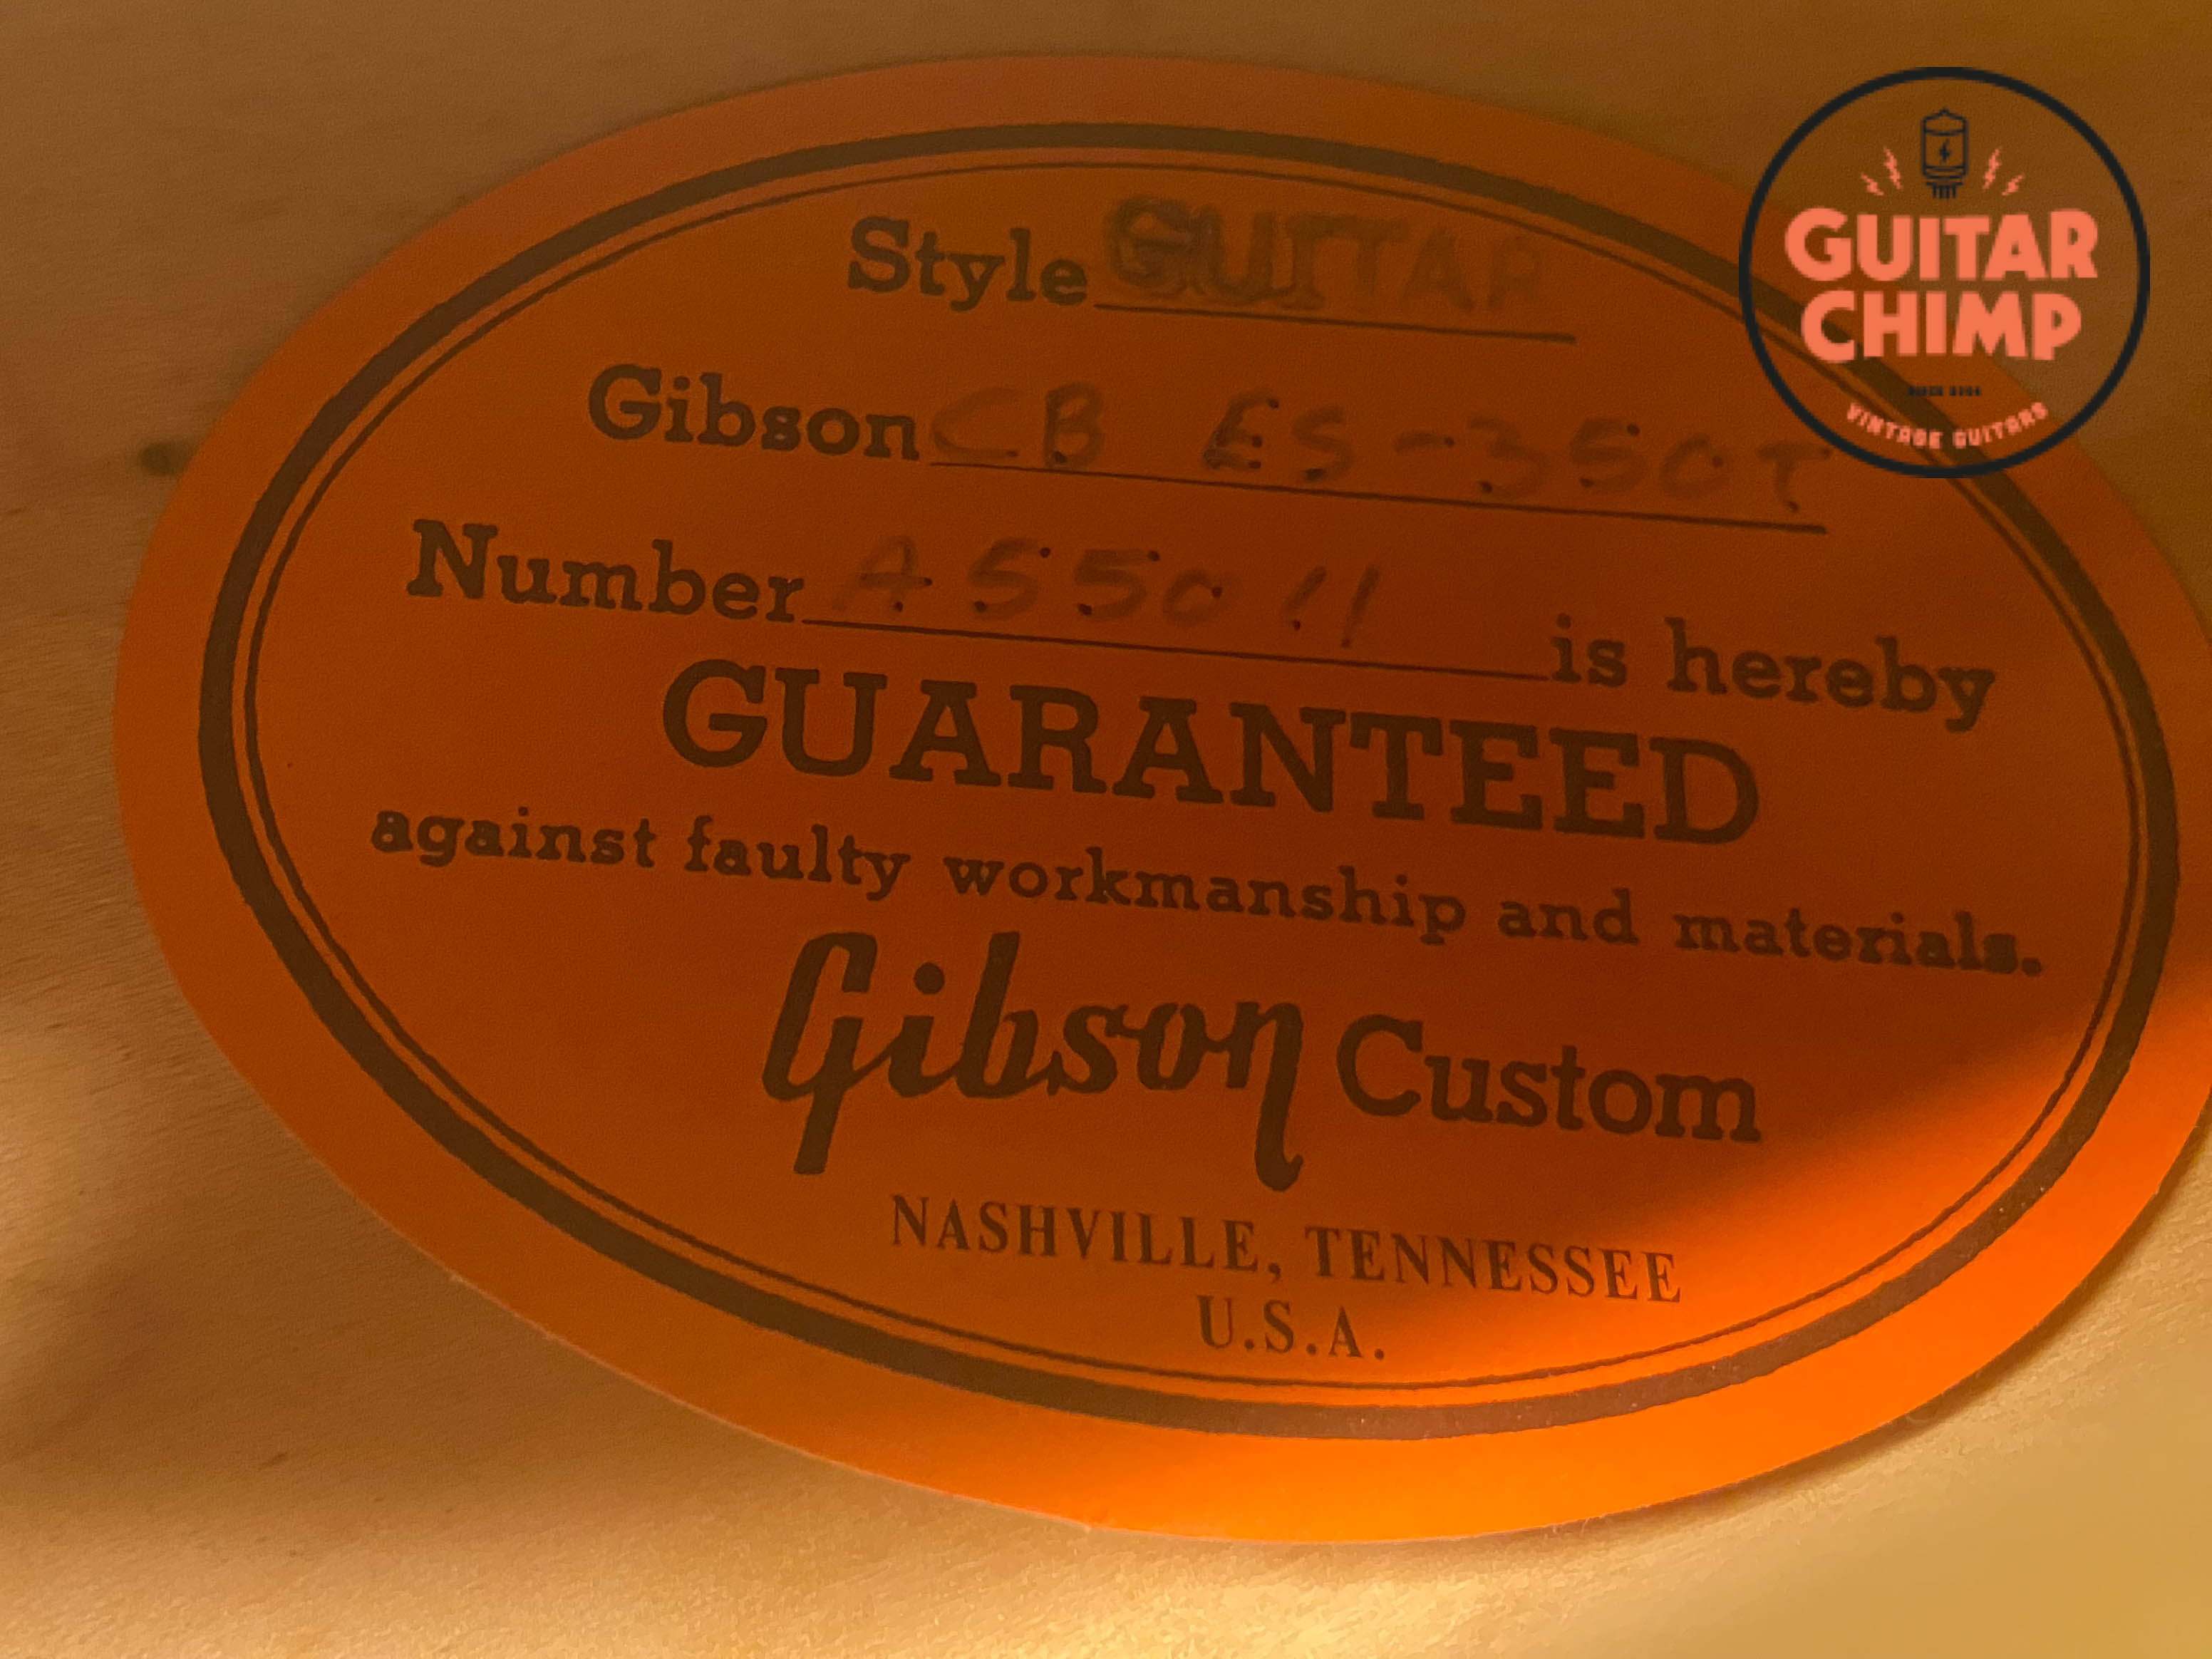 Style GUITAR
Gibson CB ES-350T
Number A55011 is hereby
GUARANTEED
against faulty workmanship and materials.
Gibson Custom
NASHVILLE, TENNESSEE
U.S.A.
GUITAR
CHIMP
VINTAGE GUITARS